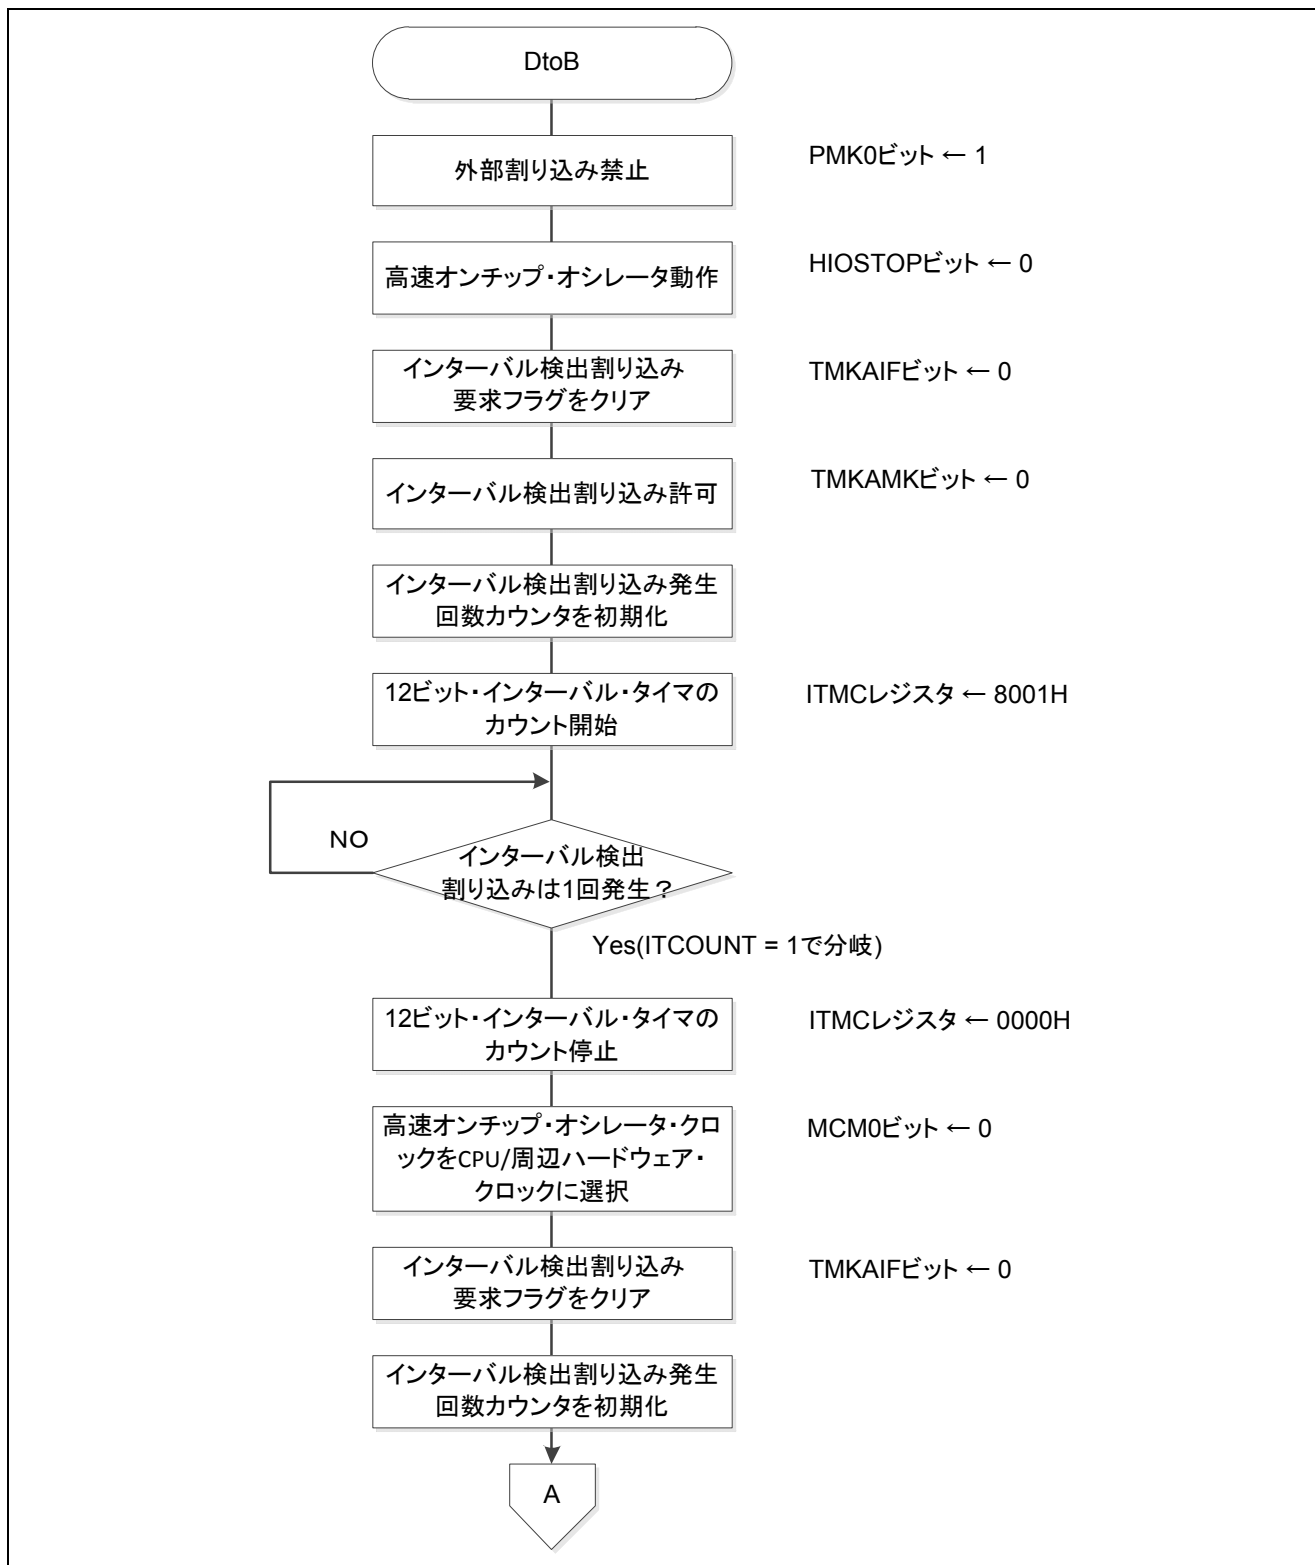 DtoB
外部割り込み禁止
PMK0ビット ← 1
高速オンチップ・オシレータ動作
HIOSTOPビット ← 0
インターバル検出割り込み
要求フラグをクリア
TMKAIFビット ← 0
インターバル検出割り込み許可
TMKAMKビット ← 0
インターバル検出割り込み発生
回数カウンタを初期化
12ビット・インターバル・タイマの
カウント開始
ITMCレジスタ ← 8001H
NO
インターバル検出
割り込みは1回発生？
Yes(ITCOUNT = 1で分岐)
12ビット・インターバル・タイマの
カウント停止
ITMCレジスタ ← 0000H
高速オンチップ・オシレータ・クロ
ックをCPU/周辺ハードウェア・
クロックに選択
MCM0ビット ← 0
インターバル検出割り込み
要求フラグをクリア
TMKAIFビット ← 0
インターバル検出割り込み発生
回数カウンタを初期化
A